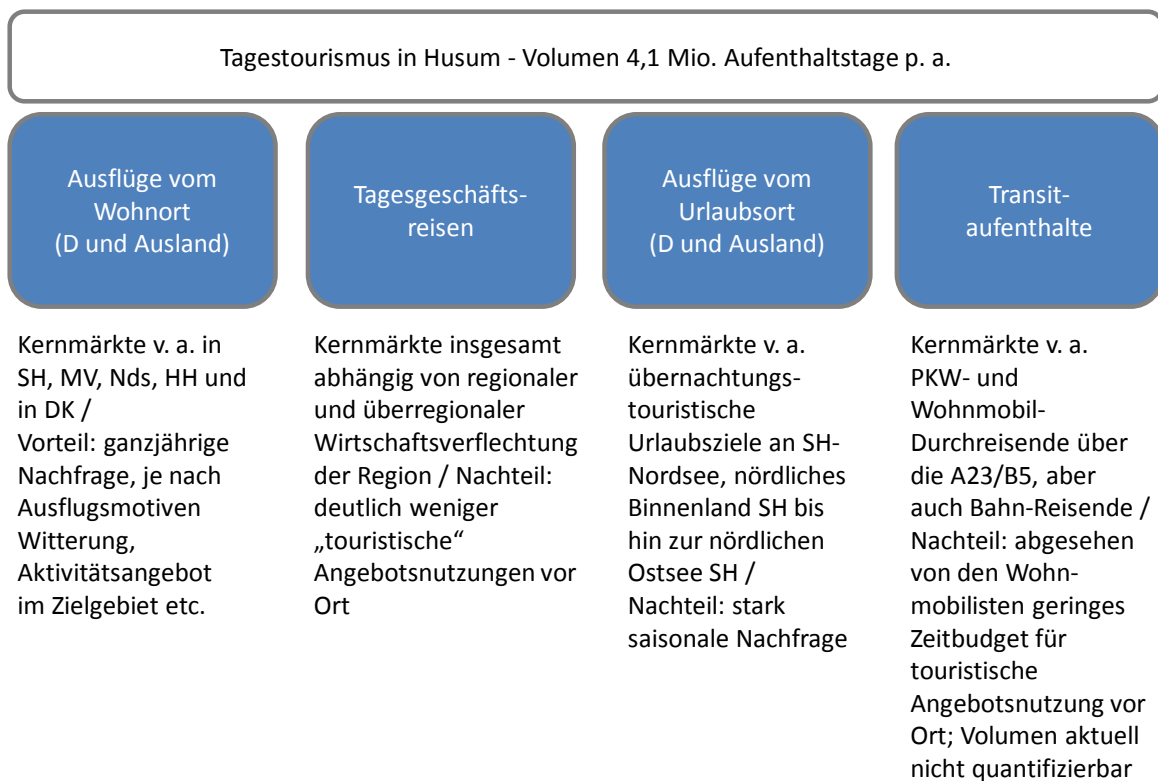 Tagestourismus in Husum - Volumen 4,1 Mio. Aufenthaltstage p. a.
Ausflüge vom
Wohnort
(D und Ausland)
Tagesgeschäfts-
reisen
Ausflüge vom
Urlaubsort
(D und Ausland)
Transit-
aufenthalte
Kernmärkte v. a. in
SH, MV, Nds, HH und
in DK /
Vorteil: ganzjährige
Nachfrage, je nach
Ausflugsmotiven
Witterung,
Aktivitätsangebot
im Zielgebiet etc.
Kernmärkte insgesamt
abhängig von regionaler
und überregionaler
Wirtschaftsverflechtung
der Region / Nachteil:
deutlich weniger
„touristische“
Angebotsnutzungen vor
Ort
Kernmärkte v. a.
übernachtungs-
touristische
Urlaubsziele an SH-
Nordsee, nördliches
Binnenland SH bis
hin zur nördlichen
Ostsee SH /
Nachteil: stark
saisonale Nachfrage
Kernmärkte v. a.
PKW- und
Wohnmobil-
Durchreisende über
die A23/B5, aber
auch Bahn-Reisende /
Nachteil: abgesehen
von den Wohn-
mobilisten geringes
Zeitbudget für
touristische
Angebotsnutzung vor
Ort; Volumen aktuell
nicht quantifizierbar